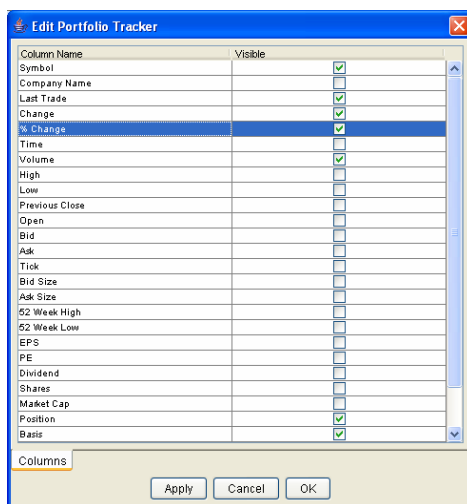 Edit Portfolio Tracker
Column Name Visible
Symbol
Company Name
Last Trade
Change
% Change
Time
Volume
High
Low
Previous Close
Open
Bid
Ask
Tick
Bid Size
Ask Size
52 Week High
52 Week Low
EPS
PE
Dividend
Shares
Market Cap
Position
Basis
Columns
Apply Cancel OK